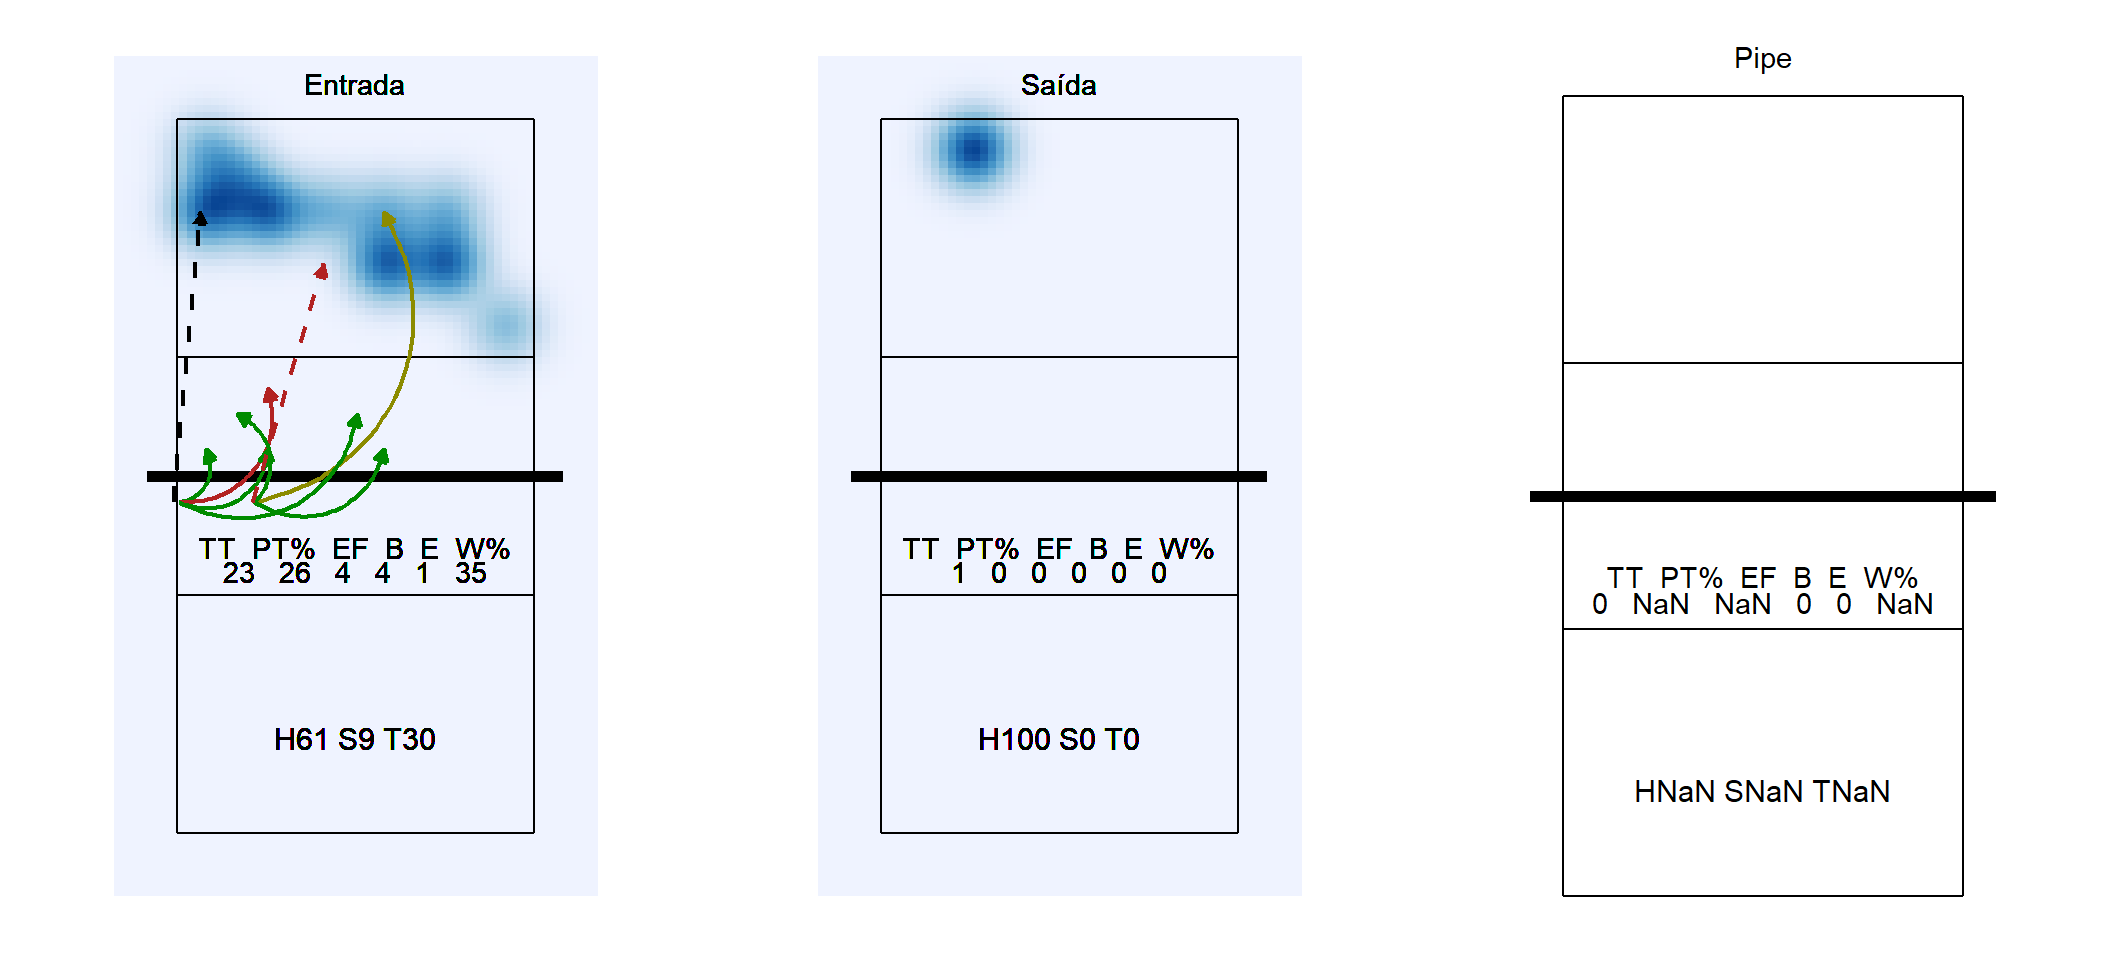 Entrada
TT PT% EF B E W%
23 26 4 4 1 35
H61 S9 T30
Saída
TT PT% EF B E W%
1 0 0 0 0 0
H100 S0 T0
Pipe
TT PT% EF B E W%
0 NaN NaN 0 0 NaN
HNaN SNaN TNaN